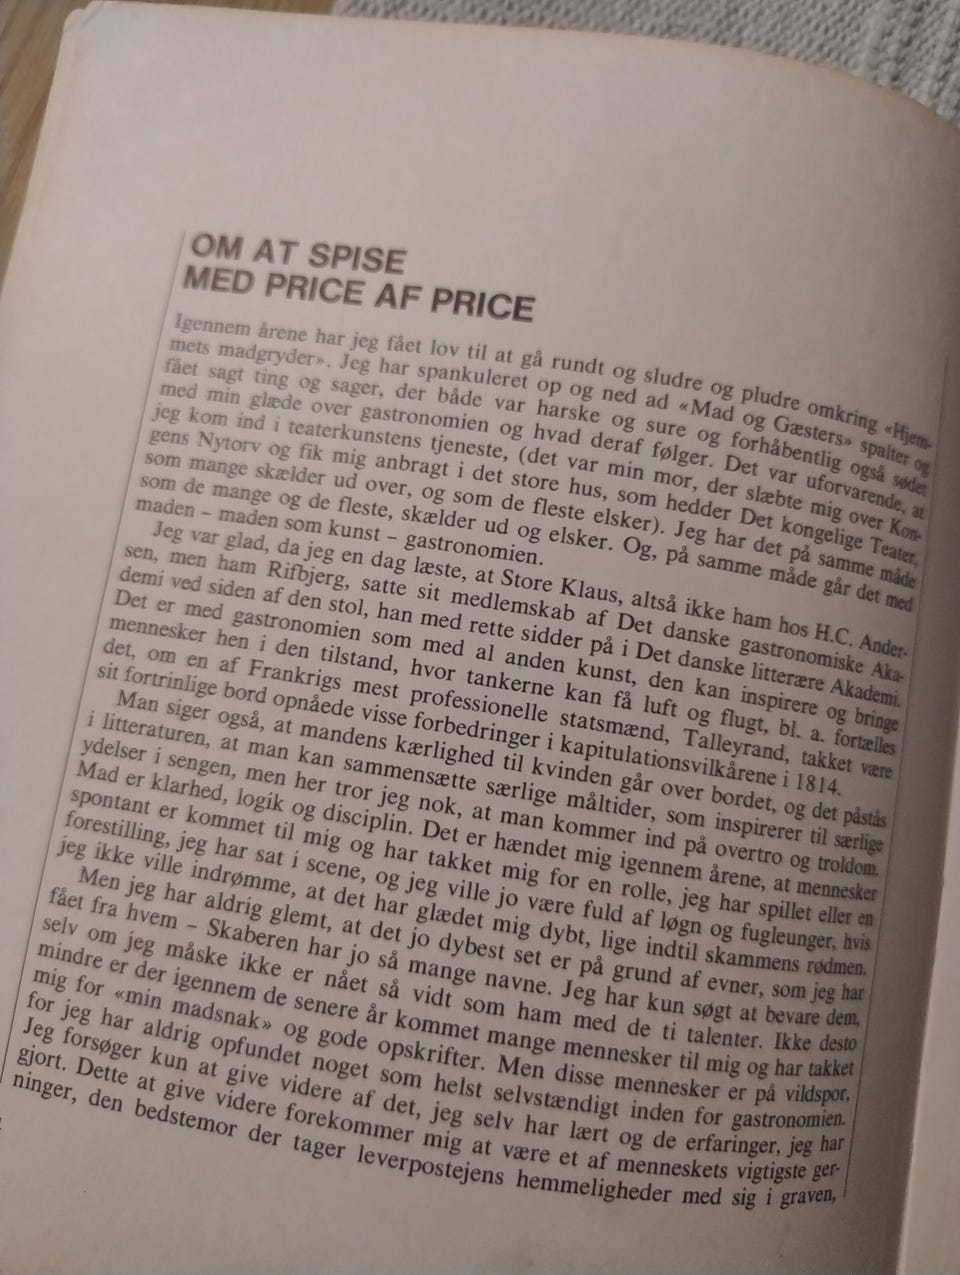 OM AT SPISE
MED PRICE AF PRICE
Igennem årene har jeg fået lov til at gå rundt og sludre og pludre omkring «Hjem-
mets madgryder». Jeg har spankuleret op og ned ad «Mad og Gæsters» spalter og
fået sagt ting og sager, der både var harske og sure og forhåbentlig også sødet
med min glæde over gastronomien og hvad deraf følger. Det var uforvarende, at
jeg kom ind i teaterkunstens tjeneste, (det var min mor, der slæbte mig over Kon-
gens Nytorv og fik mig anbragt i det store hus, som hedder Det kongelige Teater,
som mange skælder ud over, og som de fleste elsker). Jeg har det på samme måde
som de mange og de fleste, skælder ud og elsker. Og, på samme måde går det med
maden – maden som kunst – gastronomien.
Jeg var glad, da jeg en dag læste, at Store Klaus, altså ikke ham hos H.C. Ander-
sen, men ham Rifbjerg, satte sit medlemskab af Det danske gastronomiske Aka-
demi ved siden af den stol, han med rette sidder på i Det danske litterære Akademi.
Det er med gastronomien som med al anden kunst, den kan inspirere og bringe
mennesker hen i den tilstand, hvor tankerne kan få luft og flugt, bl. a. fortælles
det, om en af Frankrigs mest professionelle statsmænd, Talleyrand, takket være
sit fortrinlige bord opnåede visse forbedringer i kapitulationsvilkårene i 1814.
Man siger også, at mandens kærlighed til kvinden går over bordet, og det påstås
i litteraturen, at man kan sammensætte særlige måltider, som inspirerer til særlige
ydelser i sengen, men her tror jeg nok, at man kommer ind på overtro og troldom.
Mad er klarhed, logik og disciplin. Det er hændet mig igennem årene, at mennesker
spontant er kommet til mig og har takket mig for en rolle, jeg har spillet eller en
forestilling, jeg har sat i scene, og jeg ville jo være fuld af løgn og fugleunger, hvis
jeg ikke ville indrømme, at det har glædet mig dybt, lige indtil skammens rødmen.
Men jeg har aldrig glemt, at det jo dybest set er på grund af evner, som jeg har
fået fra hvem – Skaberen har jo så mange navne. Jeg har kun søgt at bevare dem,
selv om jeg måske ikke er nået så vidt som ham med de ti talenter. Ikke desto
mindre er der igennem de senere år kommet mange mennesker til mig og har takket
mig for «min madsnak» og gode opskrifter. Men disse mennesker er på vildspor,
for jeg har aldrig opfundet noget som helst selvstændigt inden for gastronomien.
Jeg forsøger kun at give videre af det, jeg selv har lært og de erfaringer, jeg har
gjort. Dette at give videre forekommer mig at være et af menneskets vigtigste ger-
ninger, den bedstemor der tager leverpostejens hemmeligheder med sig i graven,